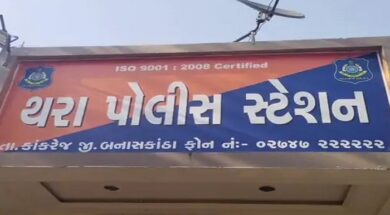 ISO 9001 : 2008 Certified
થરા પોલીસ સ્ટેશન
તા. કાંકરેજ જી. બનાસકાંઠા ફોન નં:- ૦૨૭૪૭ ૨૨૨૨૨૨